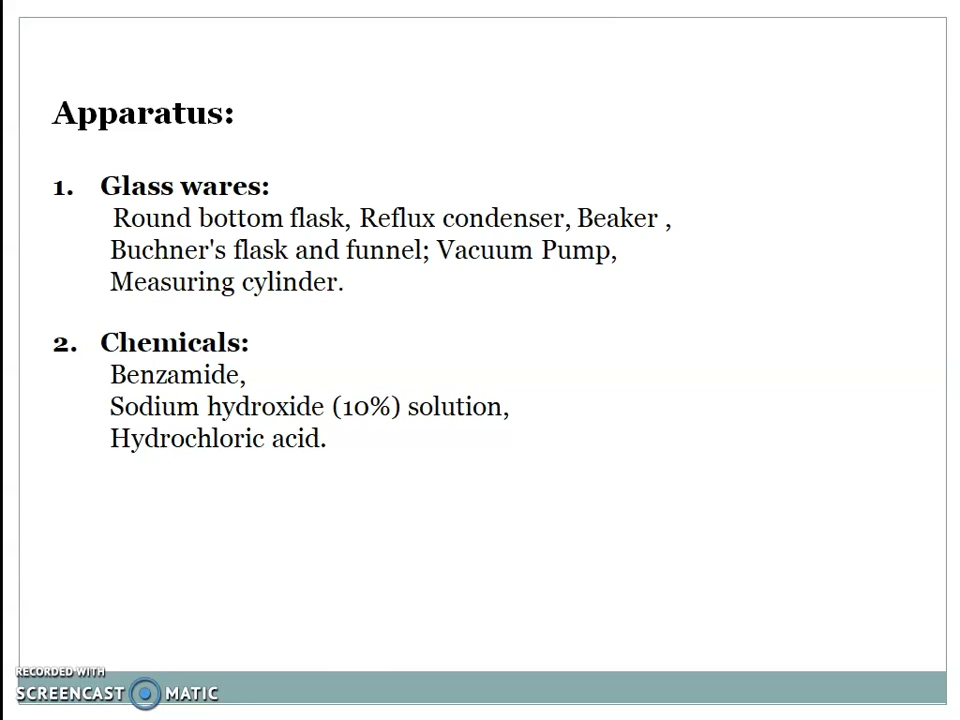 Apparatus:
1. Glass wares:
Round bottom flask, Reflux condenser, Beaker ,
Buchner's flask and funnel; Vacuum Pump,
Measuring cylinder.
2. Chemicals:
Benzamide,
Sodium hydroxide (10%) solution,
Hydrochloric acid.
RECORDED WITH
SCREENCAST MATIC